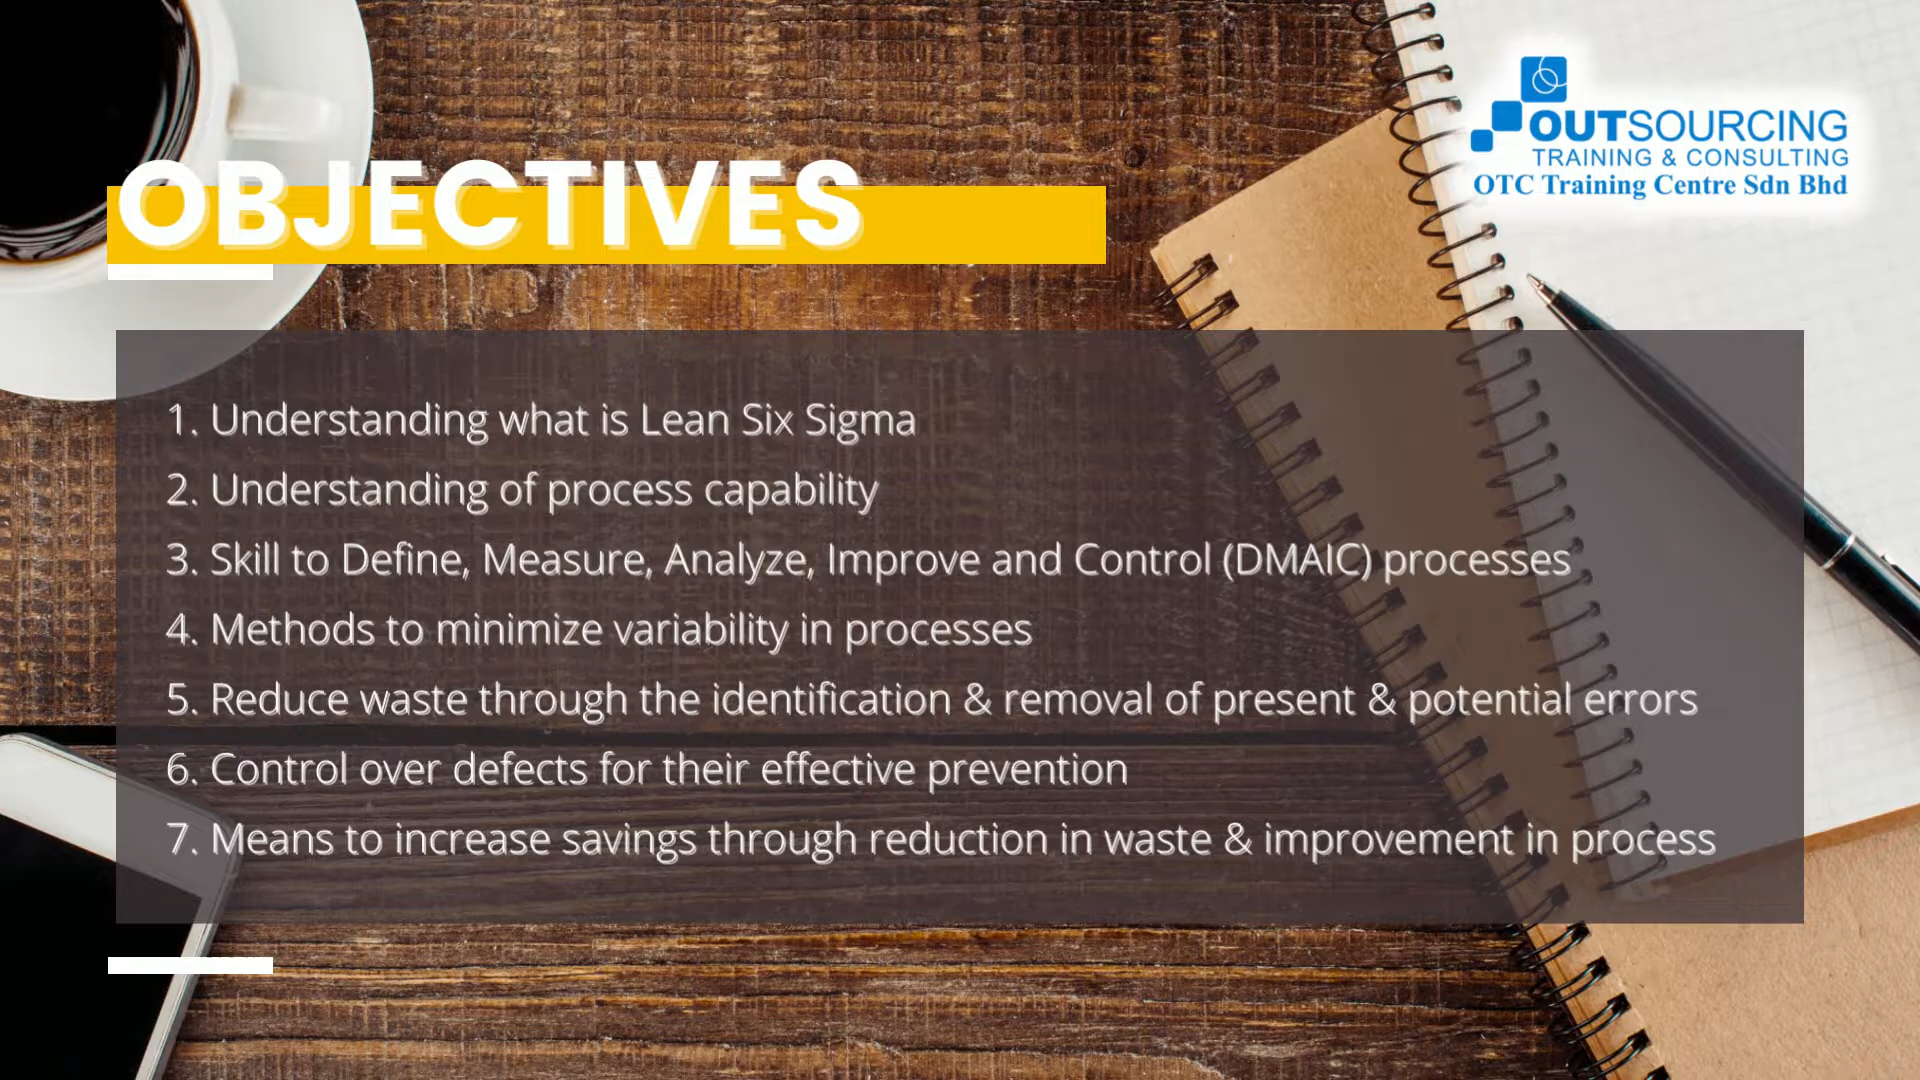 OUTSOURCING
TRAINING & CONSULTING
OTC Training Centre Sdn Bhd
OBJECTIVES
1. Understanding what is Lean Six Sigma
2. Understanding of process capability
3. Skill to Define, Measure, Analyze, Improve and Control (DMAIC) processes
4. Methods to minimize variability in processes
5. Reduce waste through the identification & removal of present & potential errors
6. Control over defects for their effective prevention
7. Means to increase savings through reduction in waste & improvement in process